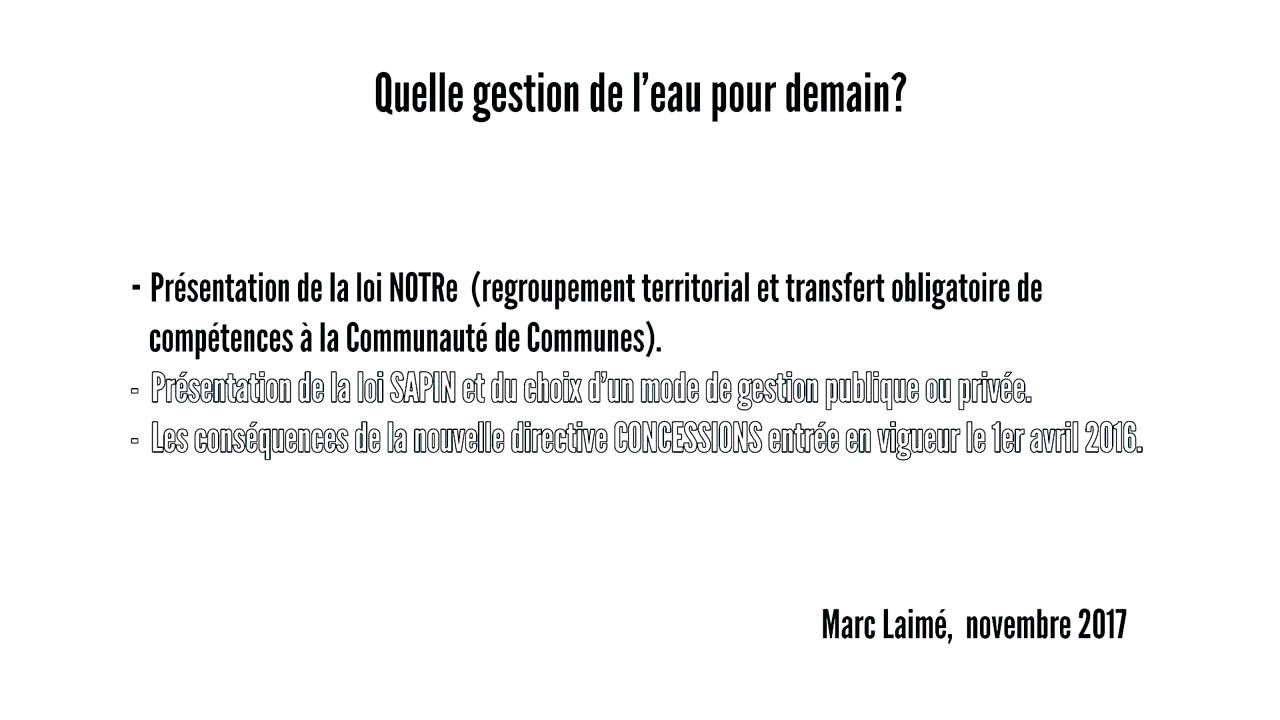 Quelle gestion de l'eau pour demain?
- Présentation de la loi NOTRe (regroupement territorial et transfert obligatoire de
compétences à la Communauté de Communes).
- Présentation de la loi SAPIN et du choix d'un mode de gestion publique ou privée.
- Les conséquences de la nouvelle directive CONCESSIONS entrée en vigueur le 1er avril 2016.
Marc Laimé, novembre 2017